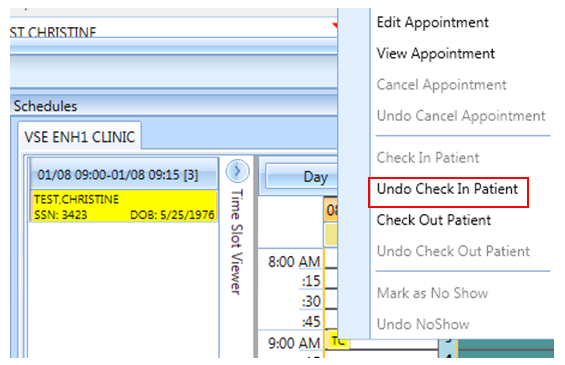 ST,CHRISTINE
Schedules
VSE ENH1 CLINIC
01/08 09:00-01/08 09:15 [3]
TEST,CHRISTINE
SSN: 3423 DOB: 5/25/1976
Time Slot Viewer
Day
8:00 AM
:15
:30
:45
9:00 AM TC
Edit Appointment
View Appointment
Cancel Appointment
Undo Cancel Appointment
Check In Patient
Undo Check In Patient
Check Out Patient
Undo Check Out Patient
Mark as No Show
Undo NoShow